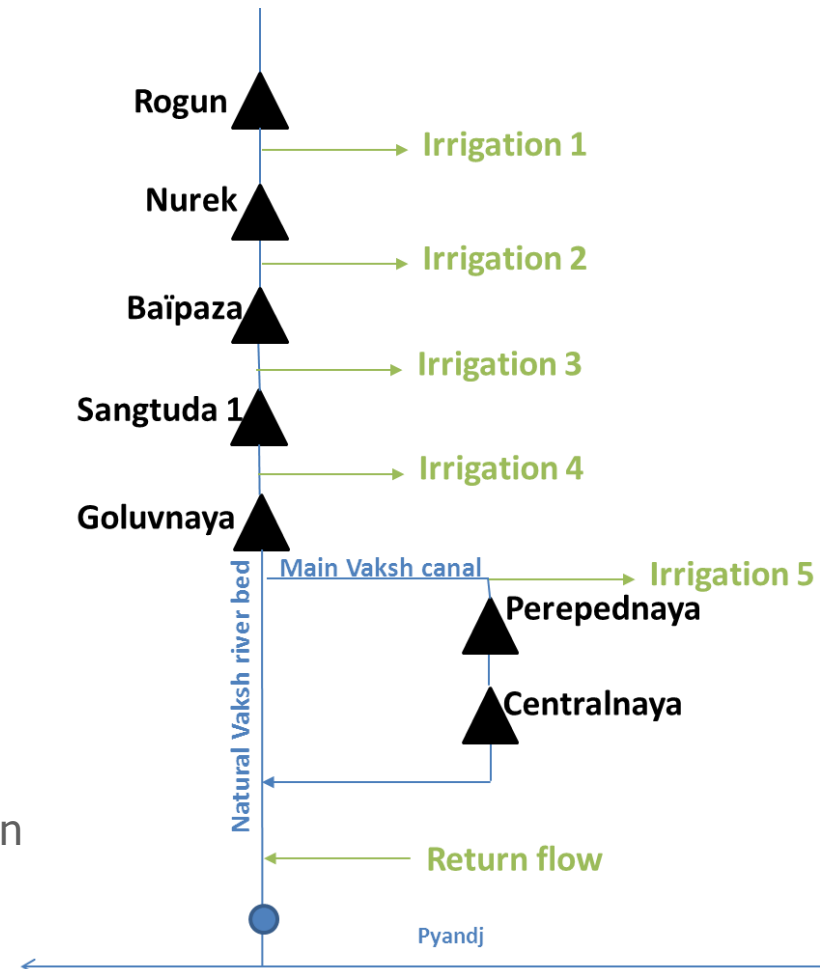 Rogun
Irrigation 1
Nurek
Irrigation 2
Baïpaza
Irrigation 3
Sangtuda 1
Irrigation 4
Goluvnaya
Main Vaksh canal
Irrigation 5
Perepednaya
Natural Vaksh river bed
Centralnaya
n
Return flow
Pyandj